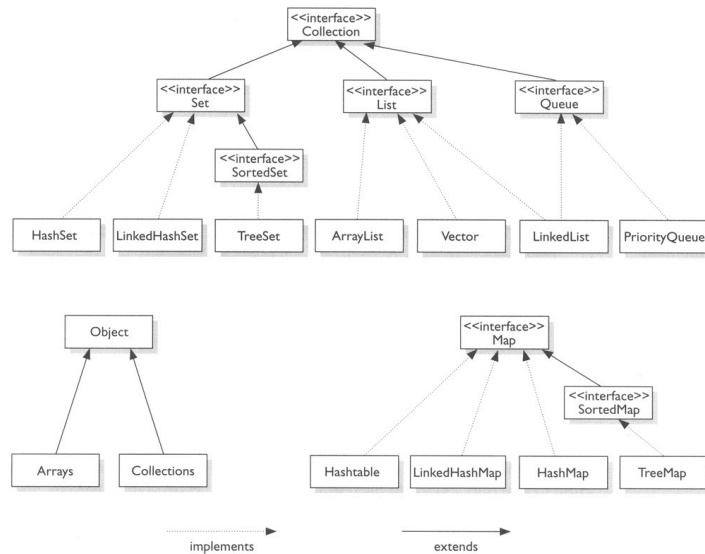 <<interface>>
Collection
<<interface>>
Set
<<interface>>
List
<<interface>>
Queue
<<interface>>
SortedSet
HashSet
LinkedHashSet
TreeSet
ArrayList
Vector
LinkedList
PriorityQueue
Object
<<interface>>
Map
<<interface>>
SortedMap
Arrays
Collections
Hashtable
LinkedHashMap
HashMap
TreeMap
implements
extends